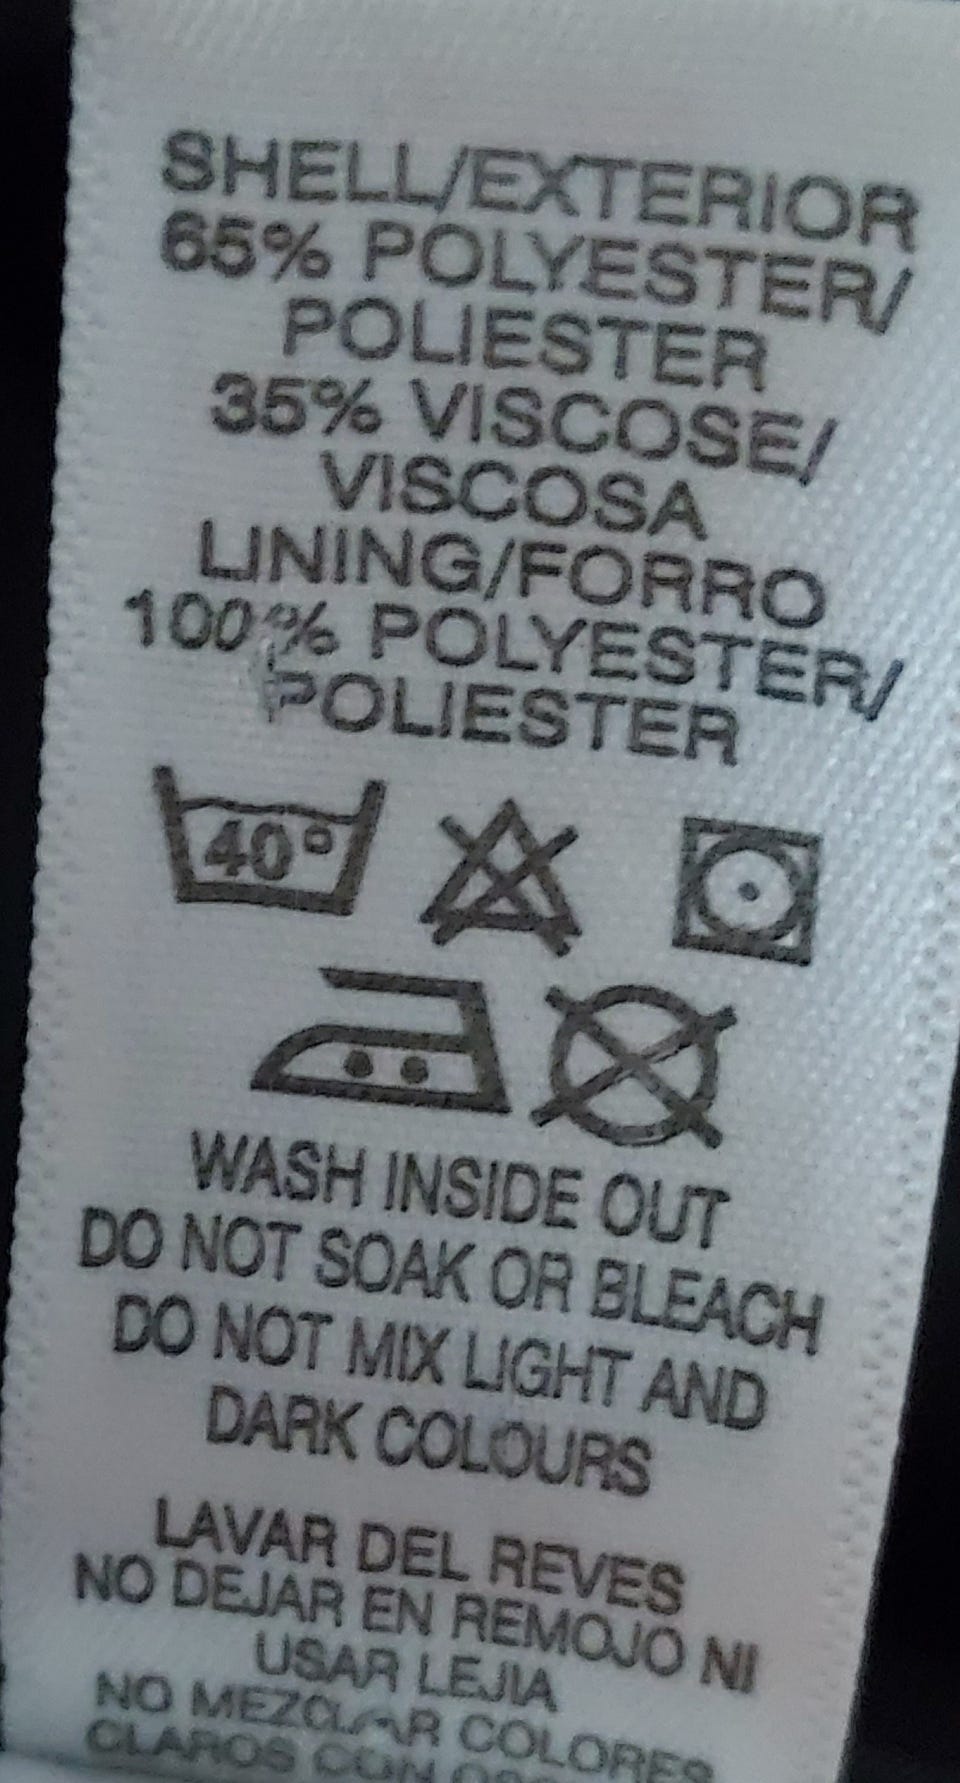 SHELL/EXTERIOR
65% POLYESTER/
POLIESTER
35% VISCOSE/
VISCOSA
LINING/FORRO
100% POLYESTER/
POLIESTER
40°
WASH INSIDE OUT
DO NOT SOAK OR BLEACH
DO NOT MIX LIGHT AND
DARK COLOURS
LAVAR DEL REVES
NO DEJAR EN REMOJO NI
USAR LEJIA
NO MEZCLAR COLORES
CLAROS CON